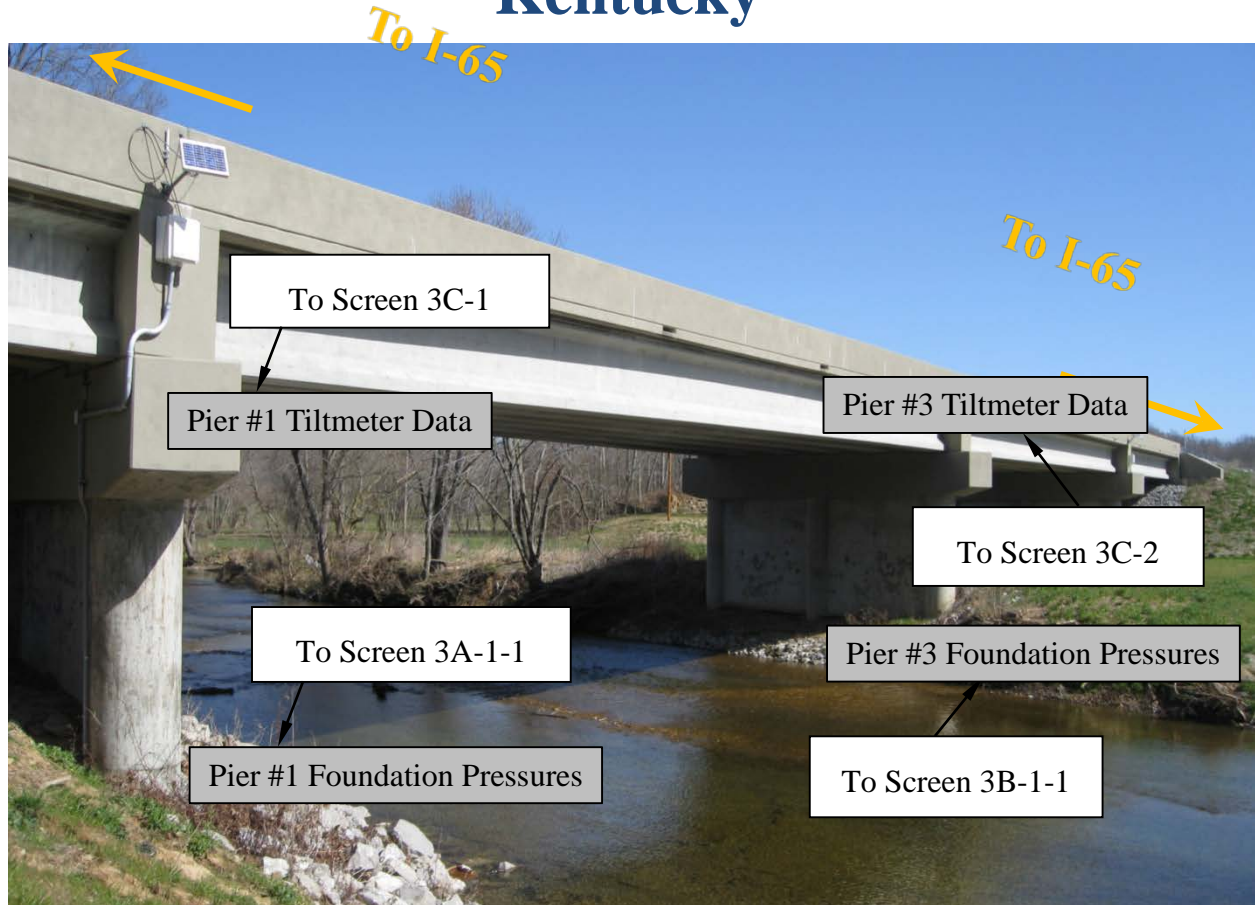 Kentucky
To I-65
To I-65
To Screen 3C-1
Pier #1 Tiltmeter Data
Pier #3 Tiltmeter Data
To Screen 3C-2
To Screen 3A-1-1
Pier #3 Foundation Pressures
Pier #1 Foundation Pressures
To Screen 3B-1-1